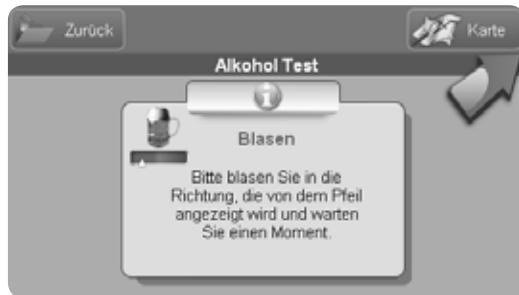 Zurück
Karte
Alkohol Test
Blasen
Bitte blasen Sie in die
Richtung, die von dem Pfeil
angezeigt wird und warten
Sie einen Moment.